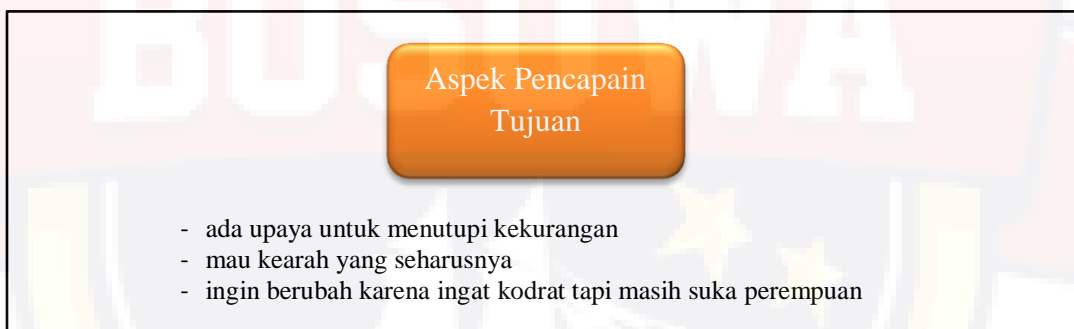 BOSOWA
Aspek Pencapain
Tujuan
- ada upaya untuk menutupi kekurangan
- mau kearah yang seharusnya
- ingin berubah karena ingat kodrat tapi masih suka perempuan